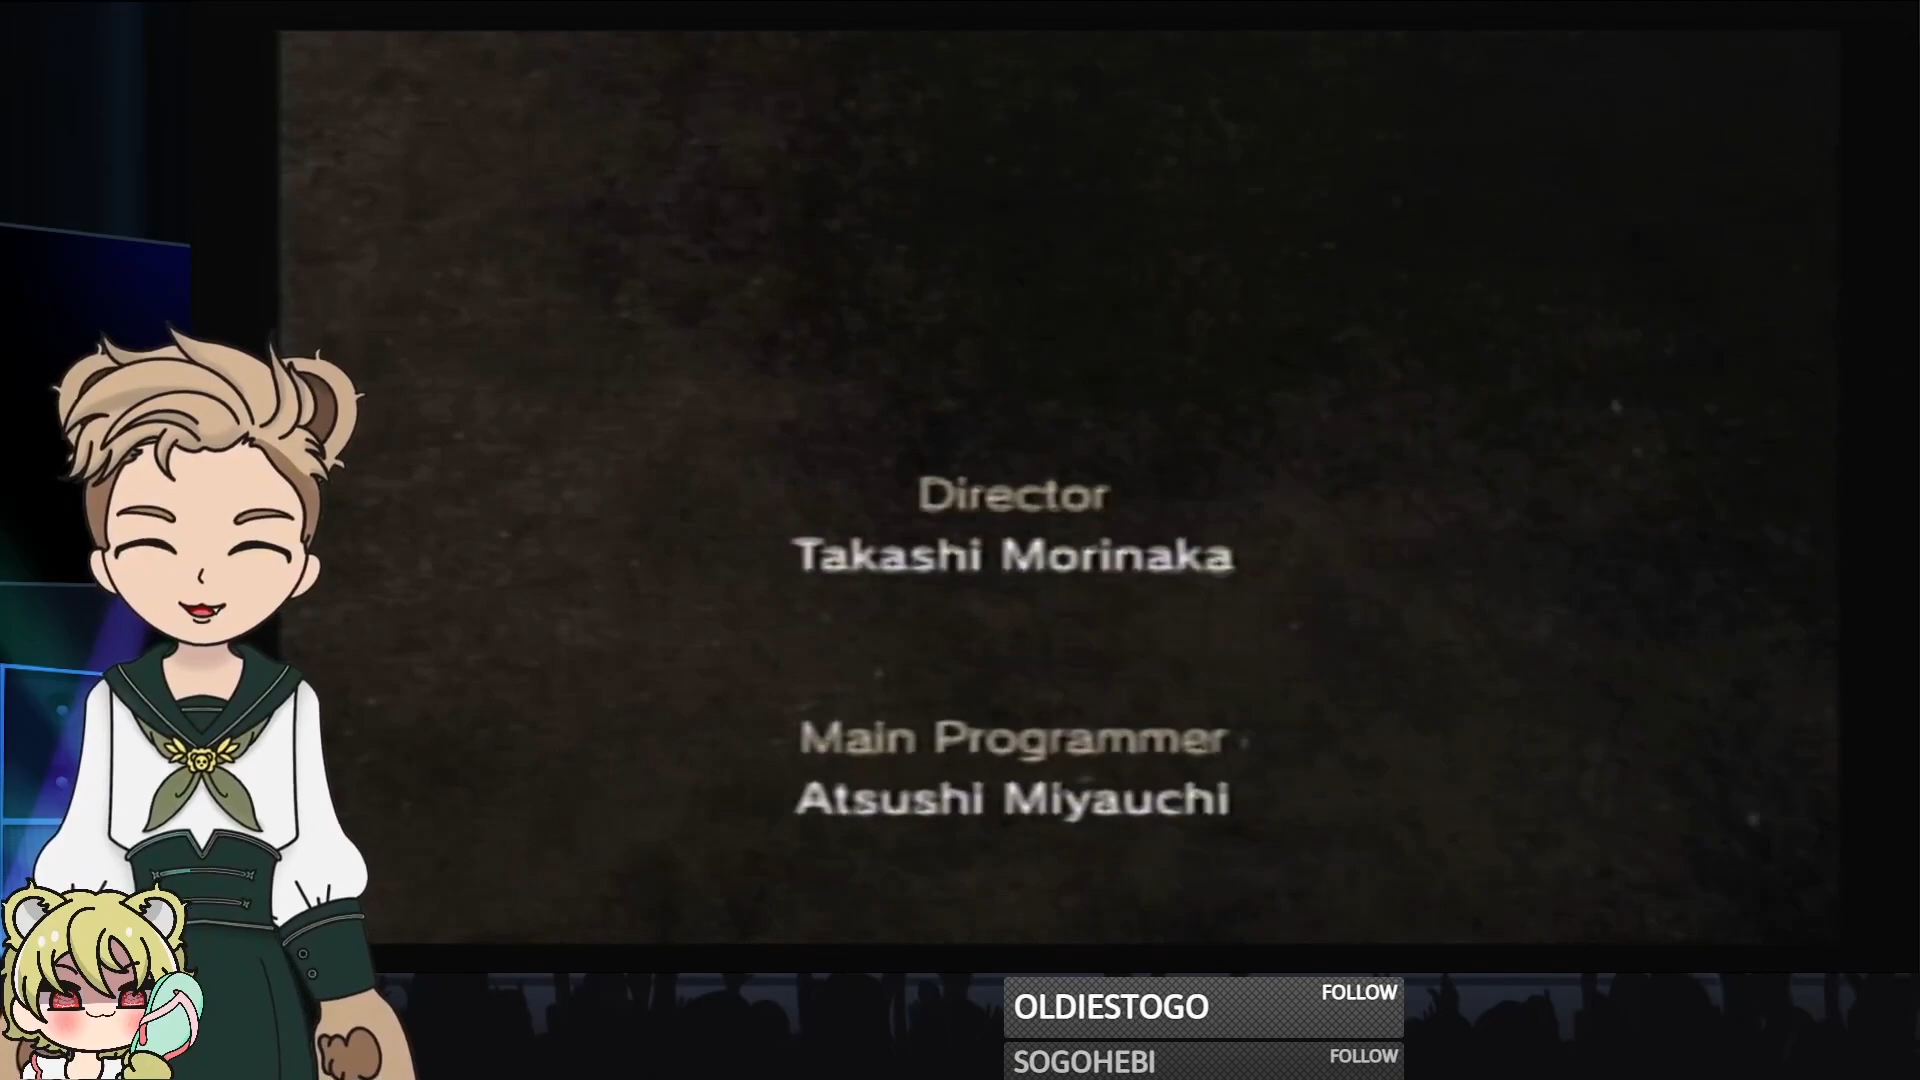 Director
Takashi Morinaka
Main Programmer
Atsushi Miyauchi
OLDIESTOGO FOLLOW
SOGOHEBI FOLLOW